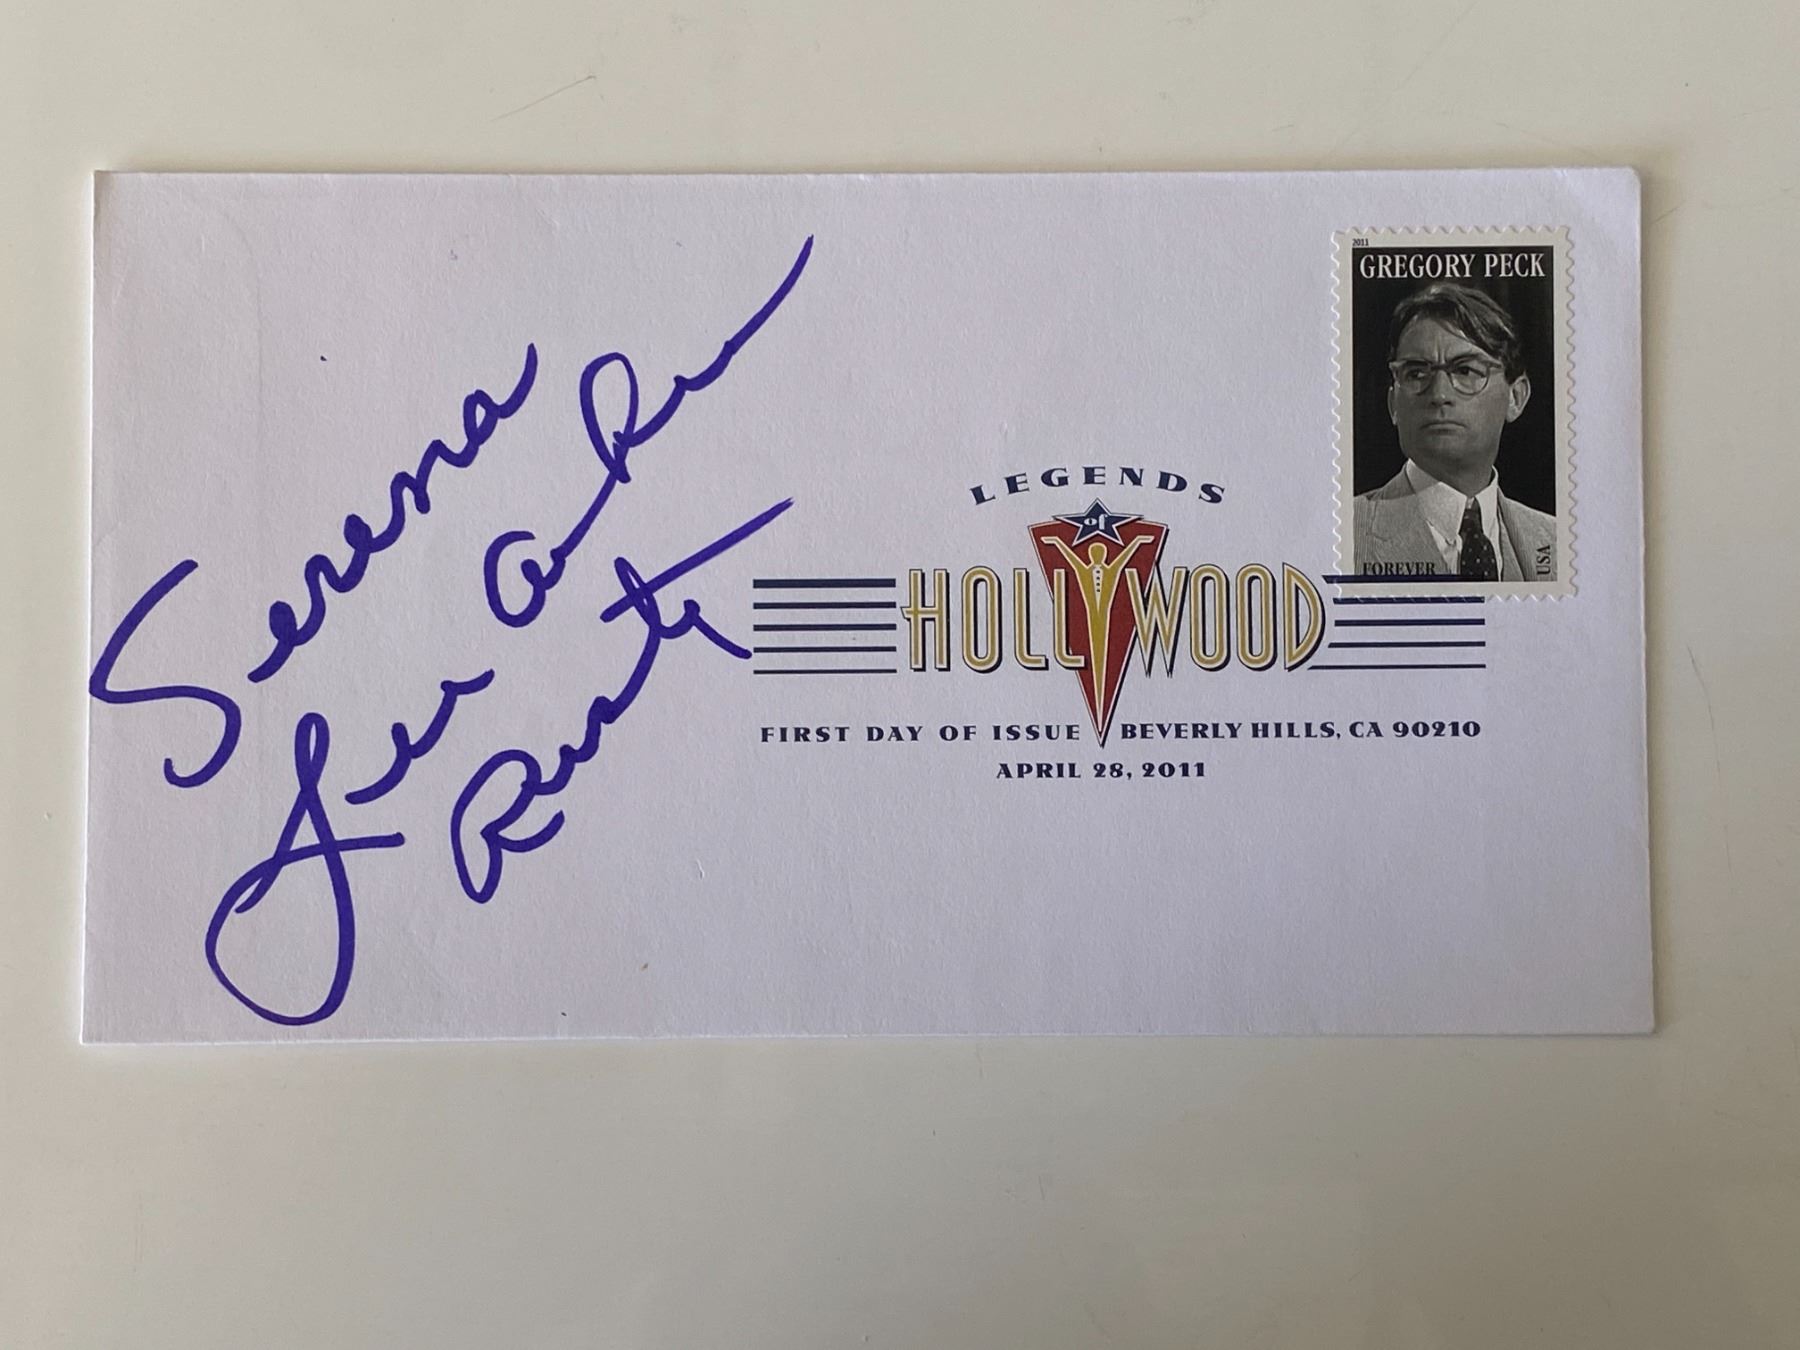 Serena
2011
GREGORY PECK
FOREVER
USA
LEGENDS
of
HOLLYWOOD
FIRST DAY OF ISSUE BEVERLY HILLS, CA 90210
APRIL 28, 2011